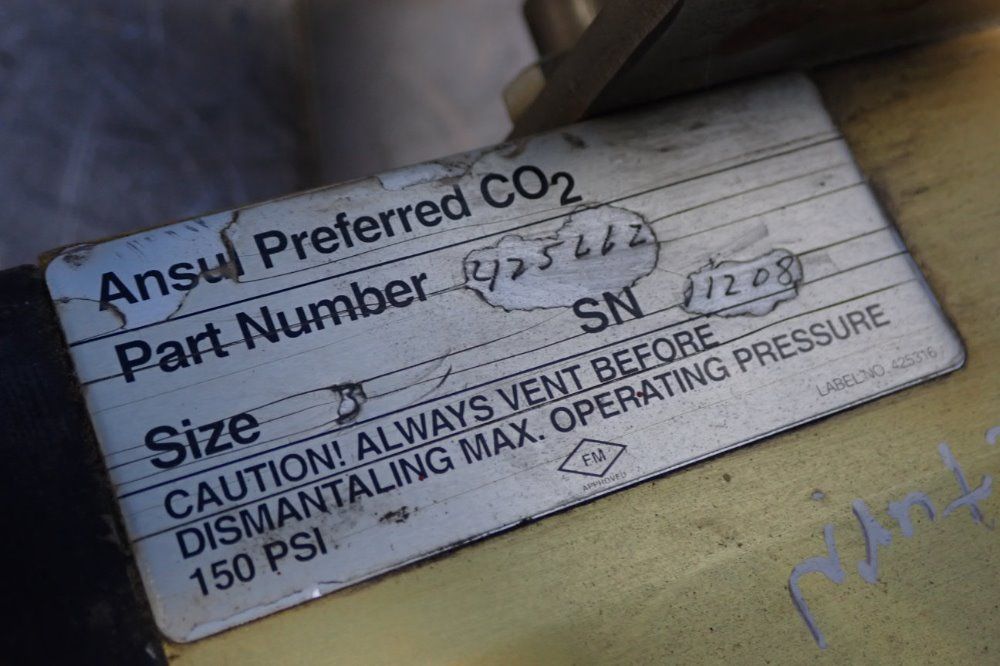 Ansul Preferred CO2
Part Number 425662
SN 11208
Size 3
CAUTION! ALWAYS VENT BEFORE
DISMANTALING MAX. OPERATING PRESSURE
150 PSI
FM
APPROVED
LABEL NO. 425316